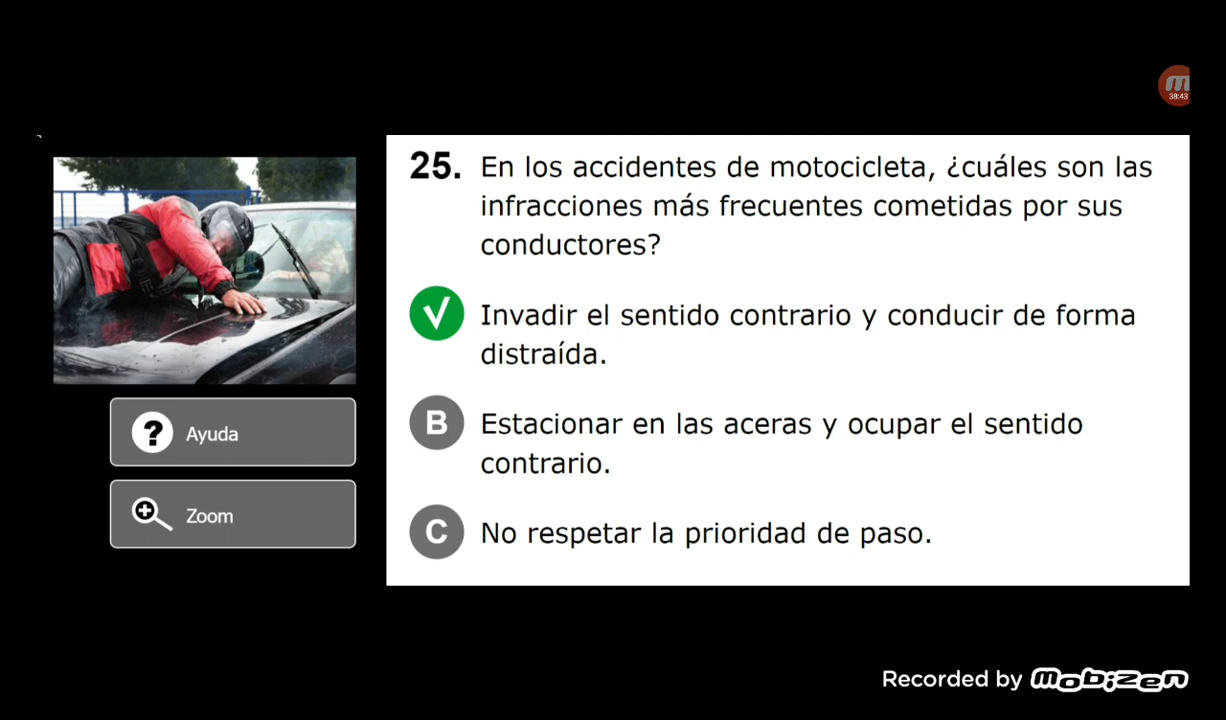 38:43
25. En los accidentes de motocicleta, ¿cuáles son las
infracciones más frecuentes cometidas por sus
conductores?
Invadir el sentido contrario y conducir de forma
distraída.
B Estacionar en las aceras y ocupar el sentido
contrario.
C No respetar la prioridad de paso.
? Ayuda
Zoom
Recorded by mobizen